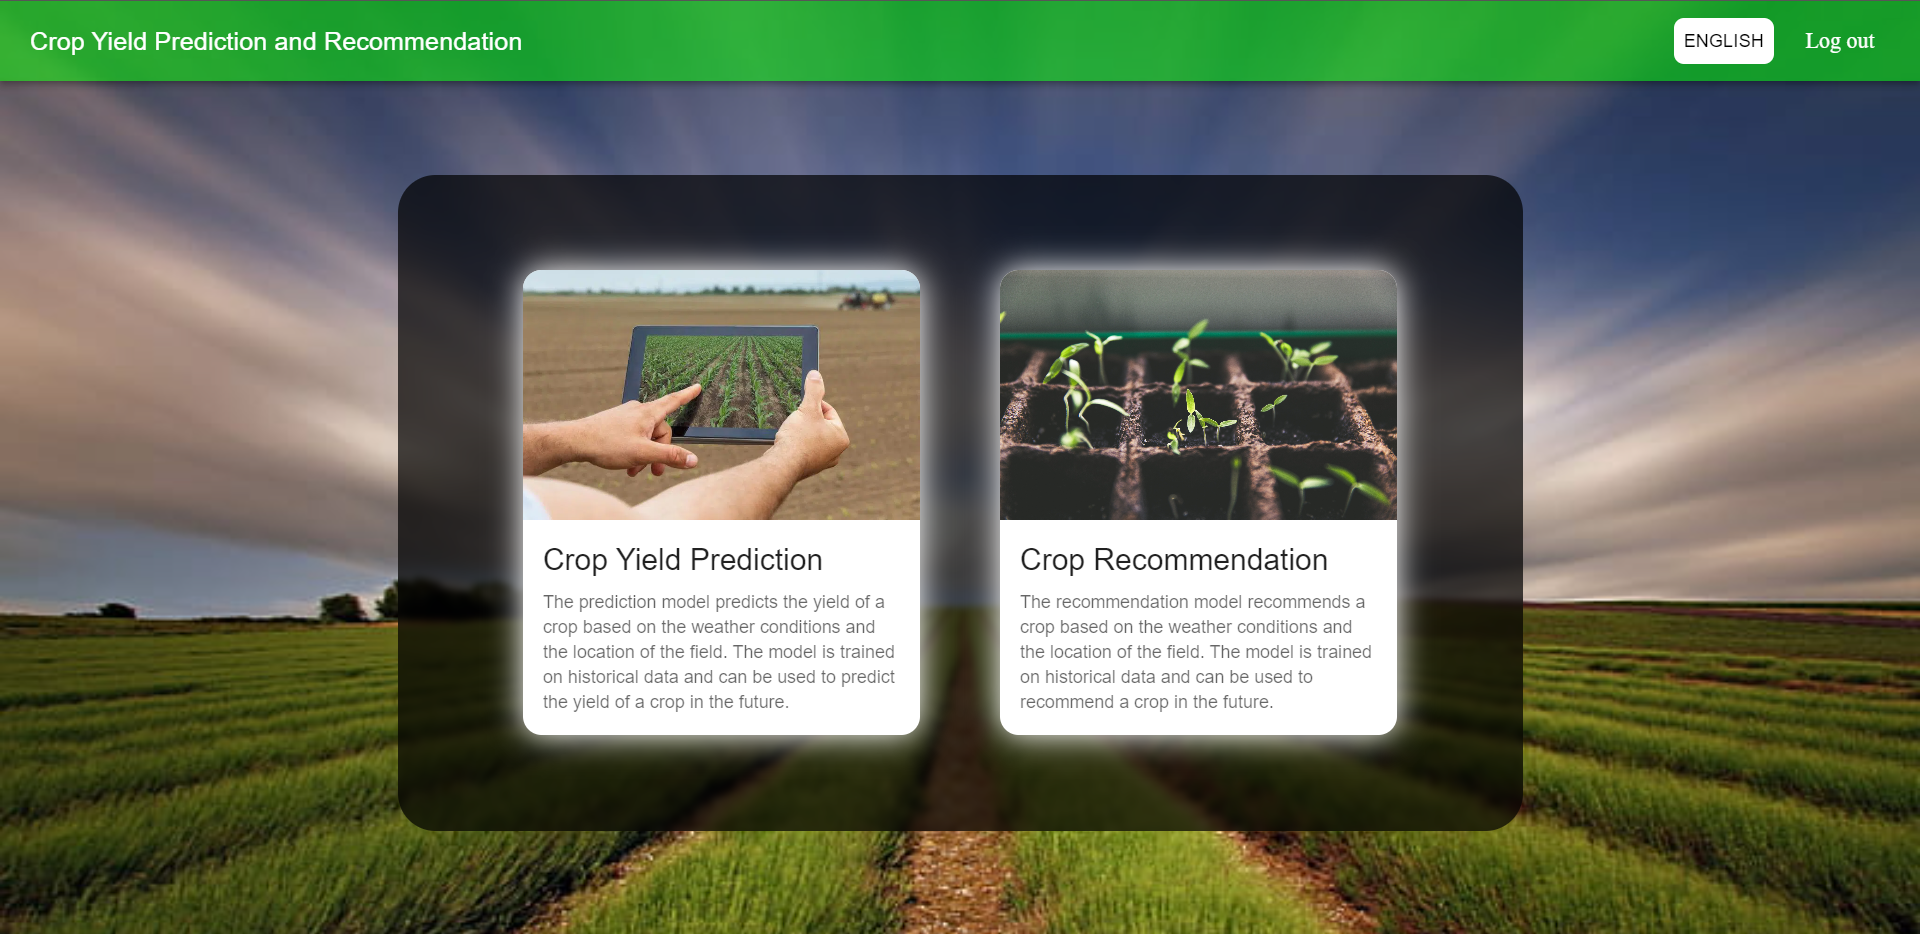 Crop Yield Prediction and Recommendation
ENGLISH
Log out
Crop Yield Prediction
The prediction model predicts the yield of a
crop based on the weather conditions and
the location of the field. The model is trained
on historical data and can be used to predict
the yield of a crop in the future.
Crop Recommendation
The recommendation model recommends a
crop based on the weather conditions and
the location of the field. The model is trained
on historical data and can be used to
recommend a crop in the future.